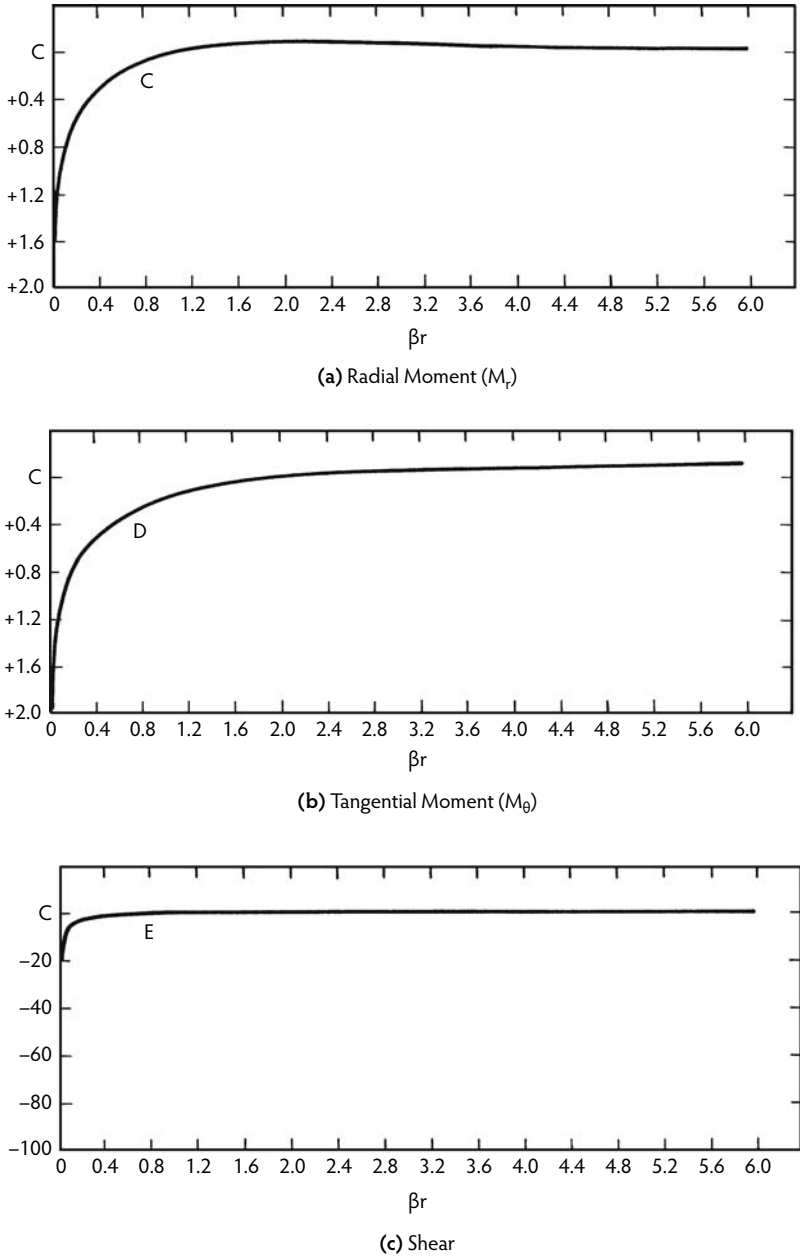 C
C
+0.4
+0.8
+1.2
+1.6
+2.0
0 0.4 0.8 1.2 1.6 2.0 2.4 2.8 3.2 3.6 4.0 4.4 4.8 5.2 5.6 6.0
βr
(a) Radial Moment (Mr)
C
+0.4
D
+0.8
+1.2
+1.6
+2.0
0 0.4 0.8 1.2 1.6 2.0 2.4 2.8 3.2 3.6 4.0 4.4 4.8 5.2 5.6 6.0
βr
(b) Tangential Moment (Mθ)
C
E
−20
−40
−60
−80
−100
0 0.4 0.8 1.2 1.6 2.0 2.4 2.8 3.2 3.6 4.0 4.4 4.8 5.2 5.6 6.0
βr
(c) Shear